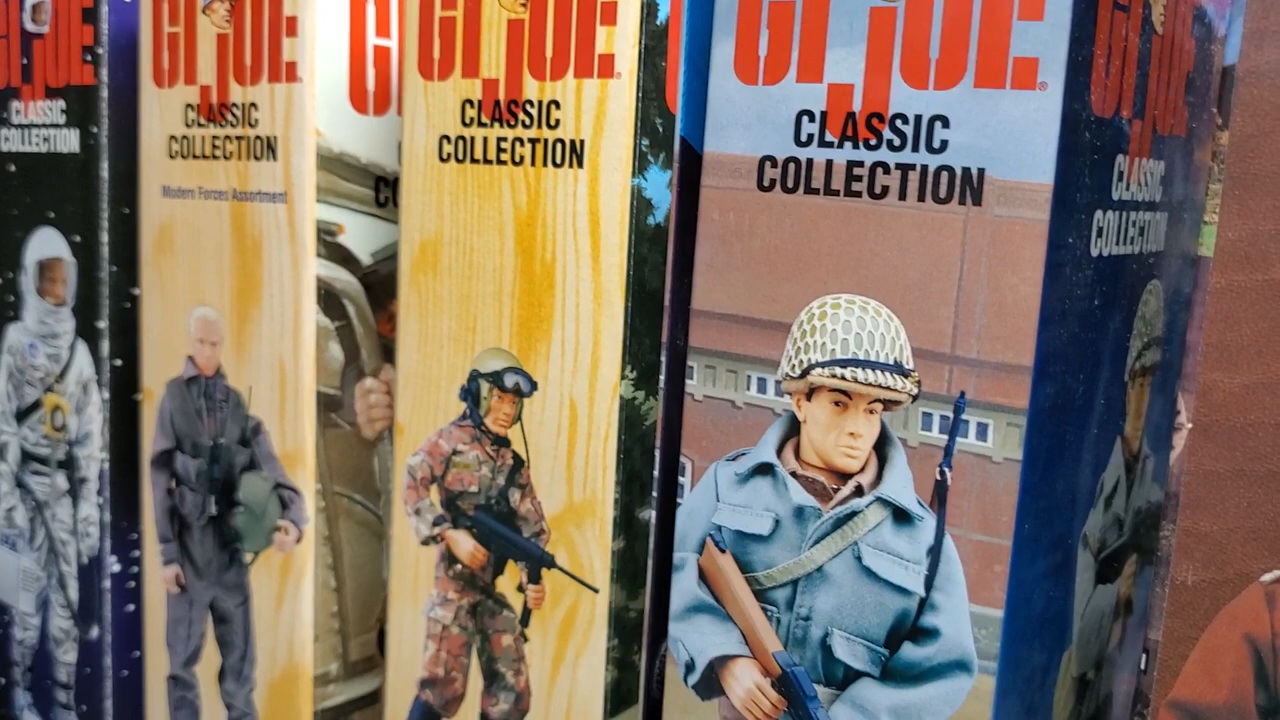 GI JOE
CLASSIC
COLLECTION
GI JOE
CLASSIC
COLLECTION
Modern Forces Assortment
GI JOE.
CLASSIC
COLLECTION
GI JOE®
CLASSIC
COLLECTION
GI JOE
CLASSIC
COLLECTION